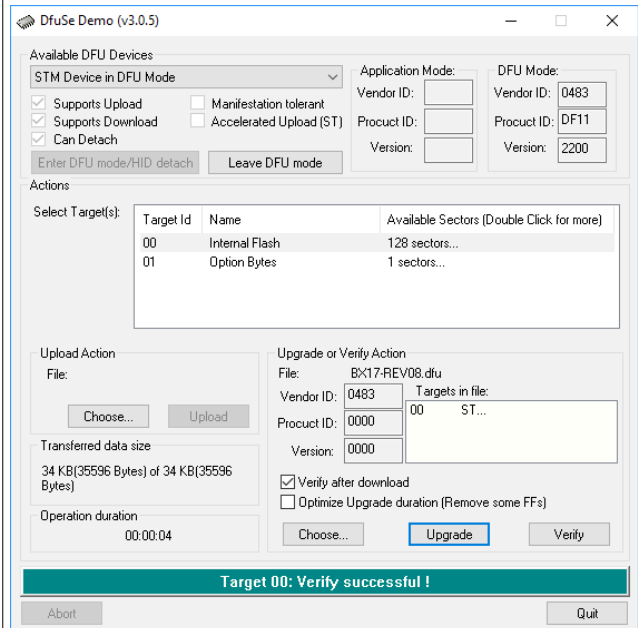 DfuSe Demo (v3.0.5)
Available DFU Devices
STM Device in DFU Mode
Supports Upload
Manifestation tolerant
Supports Download
Accelerated Upload (ST)
Can Detach
Enter DFU mode/HID detach
Leave DFU mode
Application Mode:
Vendor ID:
Procuct ID:
Version:
DFU Mode:
Vendor ID: 0483
Procuct ID: DF11
Version: 2200
Actions
Select Target(s):
Target Id Name Available Sectors (Double Click for more)
00 Internal Flash 128 sectors...
01 Option Bytes 1 sectors...
Upload Action
File:
Choose... Upload
Transferred data size
34 KB(35596 Bytes) of 34 KB(35596
Bytes)
Operation duration
00:00:04
Upgrade or Verify Action
File: BX17-REV08.dfu
Vendor ID: 0483
Procuct ID: 0000
Version: 0000
Targets in file:
00 ST...
Verify after download
Optimize Upgrade duration (Remove some FFs)
Choose... Upgrade Verify
Target 00: Verify successful !
Abort Quit